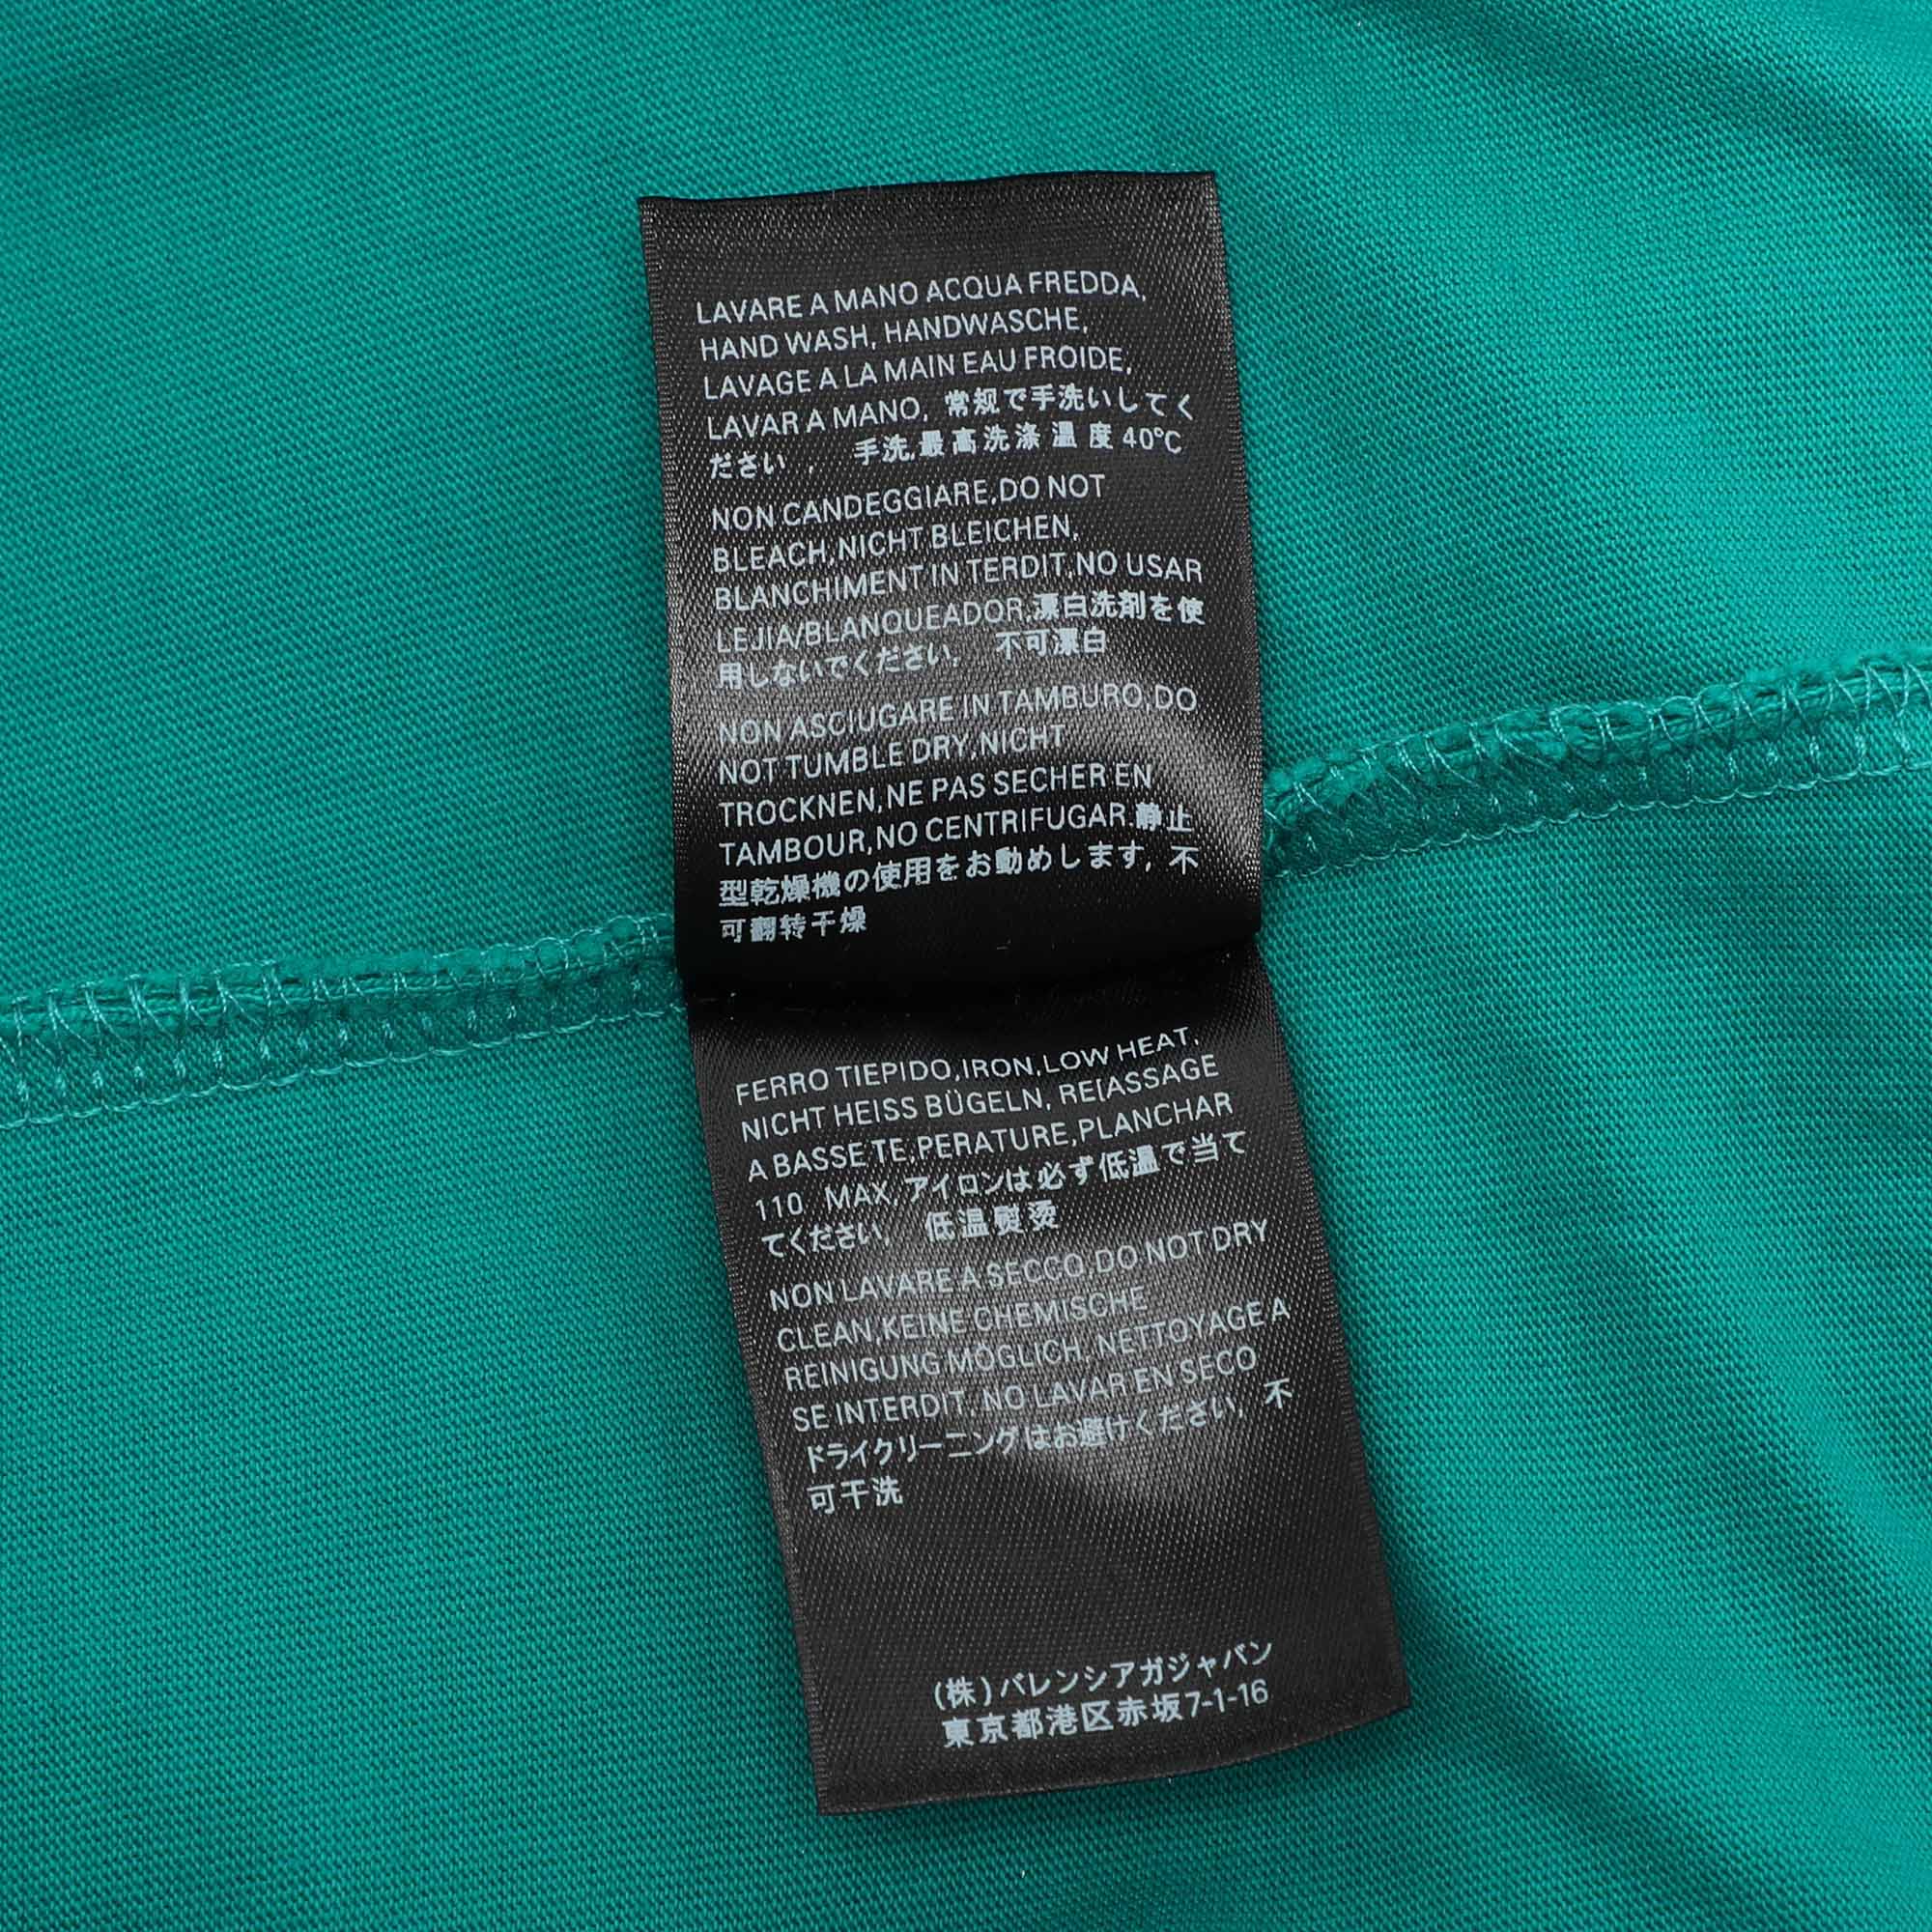 LAVARE A MANO ACQUA FREDDA,
HAND WASH, HANDWASCHE,
LAVAGE A LA MAIN EAU FROIDE,
LAVAR A MANO, 常规で手洗いしてく
ださい , 手洗,最高洗涤温度40℃
NON CANDEGGIARE,DO NOT
BLEACH,NICHT BLEICHEN,
BLANCHIMENT IN TERDIT,NO USAR
LEJIA/BLANQUEADOR,漂白洗剤を使
用しないでください, 不可漂白
NON ASCIUGARE IN TAMBURO,DO
NOT TUMBLE DRY,NICHT
TROCKNEN,NE PAS SECHER EN
TAMBOUR,NO CENTRIFUGAR.静止
型乾燥機の使用をお動めします, 不
可翻转干燥
FERRO TIEPIDO,IRON,LOW HEAT,
NICHT HEISS BÜGELN, RE[ASSAGE
A BASSE TE,PERATURE,PLANCHAR
110 MAX,アイロンは必ず低温で当て
てください, 低温熨烫
NON LAVARE A SECCO,DO NOT DRY
CLEAN,KEINE CHEMISCHE
REINIGUNG MÖGLICH, NETTOYAGE A
SE INTERDIT, NO LAVAR EN SECO
ドライクリーニングはお避けください, 不
可干洗
(株)バレンシアガジャパン
東京都港区赤坂7-1-16